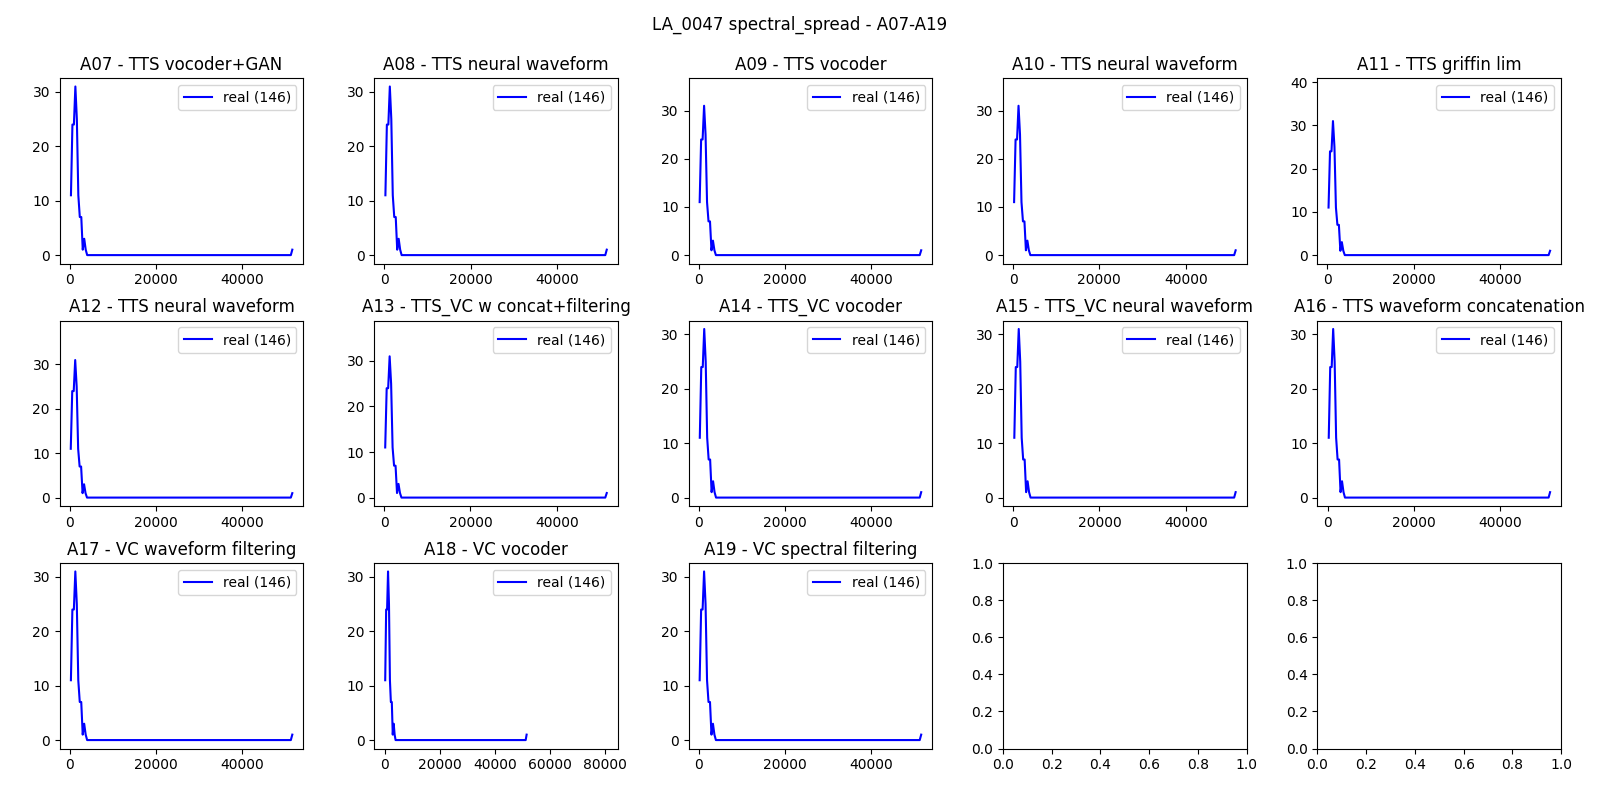 LA_0047 spectral_spread - A07-A19
A07 - TTS vocoder+GAN
A08 - TTS neural waveform
A09 - TTS vocoder
A10 - TTS neural waveform
A11 - TTS griffin lim
real (146)
real (146)
real (146)
real (146)
real (146)
30
20
10
0
30
20
10
0
30
20
10
0
30
20
10
0
40
30
20
10
0
0 20000 40000
0 20000 40000
0 20000 40000
0 20000 40000
0 20000 40000
A12 - TTS neural waveform
A13 - TTS_VC w concat+filtering
A14 - TTS_VC vocoder
A15 - TTS_VC neural waveform
A16 - TTS waveform concatenation
real (146)
real (146)
real (146)
real (146)
real (146)
30
20
10
0
30
20
10
0
30
20
10
0
30
20
10
0
30
20
10
0
0 20000 40000
0 20000 40000
0 20000 40000
0 20000 40000
0 20000 40000
A17 - VC waveform filtering
A18 - VC vocoder
A19 - VC spectral filtering
real (146)
real (146)
real (146)
30
20
10
0
30
20
10
0
30
20
10
0
1.0
0.8
0.6
0.4
0.2
0.0
1.0
0.8
0.6
0.4
0.2
0.0
0 20000 40000
0 20000 40000 60000 80000
0 20000 40000
0.0 0.2 0.4 0.6 0.8 1.0
0.0 0.2 0.4 0.6 0.8 1.0